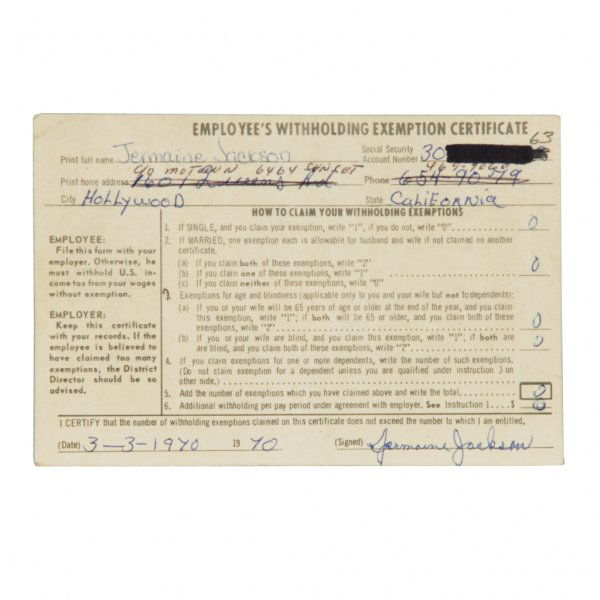 EMPLOYEE'S WITHHOLDING EXEMPTION CERTIFICATE
63
Print full name Jermaine Jackson Social Security Account Number 30
c/o MOTOWN 6464 SUNSET
Print home address 1601 Queens Rd Phone
City HOLLYWOOD State CALIFORNIA
EMPLOYEE:
File this form with your
employer. Otherwise, he
must withhold U.S. in-
come tax from your wages
without exemption.
EMPLOYER:
Keep this certificate
with your records. If the
employee is believed to
have claimed too many
exemptions, the District
Director should be so
advised.
HOW TO CLAIM YOUR WITHHOLDING EXEMPTIONS
1. If SINGLE, and you claim your exemption, write "1", if you do not, write "0" 0
2. If MARRIED, one exemption each is allowable for husband and wife if not claimed on another
certificate.
(a) If you claim both of these exemptions, write "2"
(b) If you claim one of these exemptions, write "1" 0
(c) If you claim neither of these exemptions, write "0"
Exemptions for age and blindness (applicable only to you and your wife but not to dependents):
(a) If you or your wife will be 65 years of age or older at the end of the year, and you claim this
exemption, write "1"; if both will be 65 or older, and you claim both of these
exemptions, write "2" 0
(b) If you or your wife are blind, and you claim this exemption, write "1"; if both are
blind, and you claim both of these exemptions, write "2" 0
4. If you claim exemptions for one or more dependents, write the number of such exemptions.
(Do not claim exemption for a dependent unless you are qualified under instruction 3 on
other side.)
5. Add the number of exemptions which you have claimed above and write the total 0
6. Additional withholding per pay period under agreement with employer, See Instruction 1 $ 0
I CERTIFY that the number of withholding exemptions claimed on this certificate does not exceed the number to which I am entitled.
(Date) 3-3-1970 1970 (Signed) Jermaine Jackson